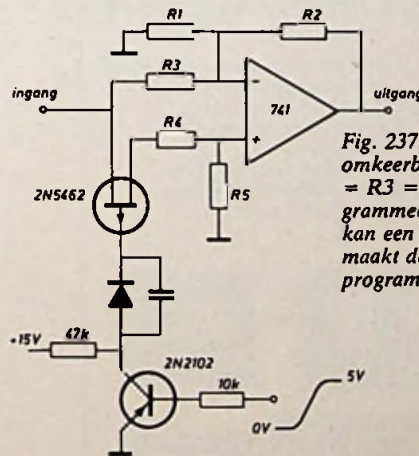 R1
R2
R3
ingang
741
uitgang
R4
R5
2N5462
Fig. 237
omkeerb
= R3 =
grammee
kan een
maakt de
program
+15V
47k
2N2102
10k
5V
0V